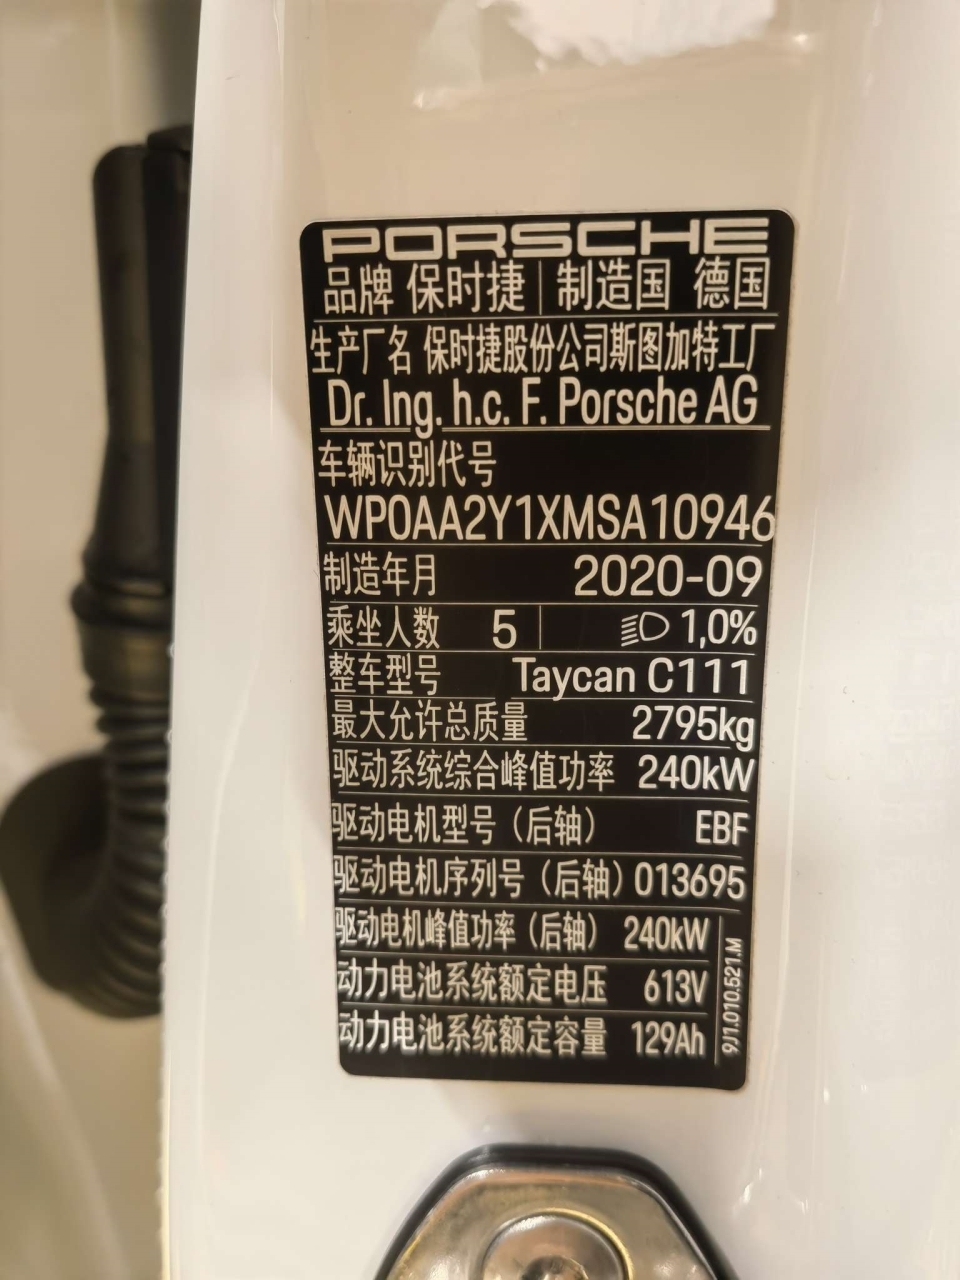 PORSCHE
品牌 保时捷 制造国 德国
生产厂名 保时捷股份公司斯图加特工厂
Dr. Ing. h.c. F. Porsche AG
车辆识别代号
WP0AA2Y1XMSA10946
制造年月 2020-09
乘坐人数 5 1,0%
整车型号 Taycan C111
最大允许总质量 2795kg
驱动系统综合峰值功率 240kW
驱动电机型号（后轴） EBF
驱动电机序列号（后轴）013695
驱动电机峰值功率（后轴） 240kW
动力电池系统额定电压 613V
动力电池系统额定容量 129Ah
9J1.010.521.M